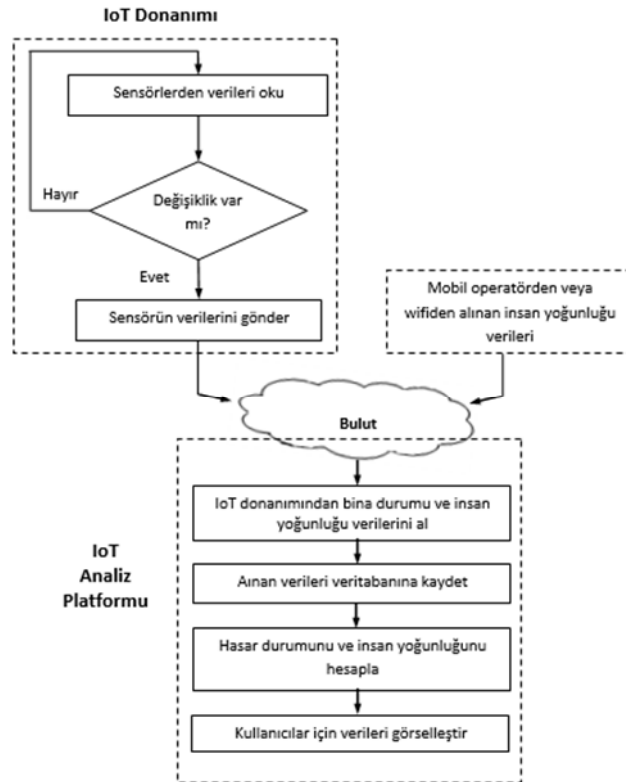 IoT Donanımı
Sensörlerden verileri oku
Hayır
Değişiklik var
mı?
Evet
Sensörün verilerini gönder
Mobil operatörden veya
wifiden alınan insan yoğunluğu
verileri
Bulut
IoT donanımından bina durumu ve insan
yoğunluğu verilerini al
IoT
Analiz
Platformu
Aınan verileri veritabanına kaydet
Hasar durumunu ve insan yoğunluğunu
hesapla
Kullanıcılar için verileri görselleştir